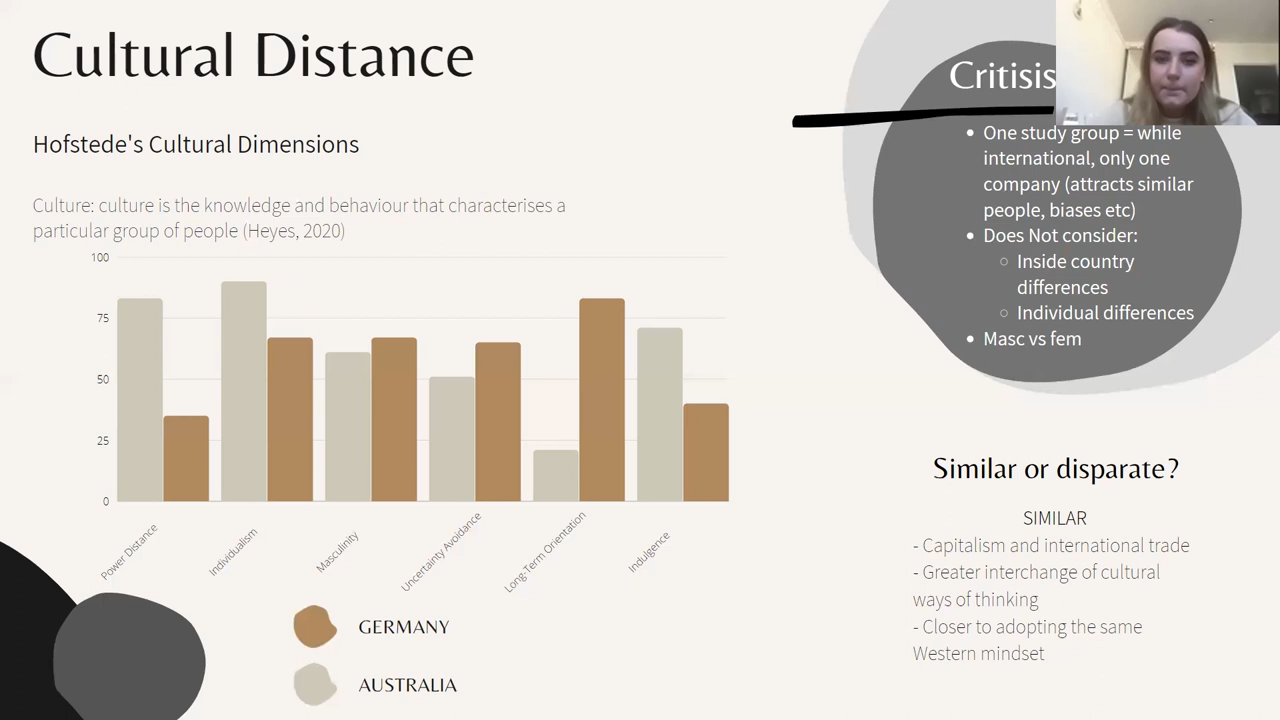 Cultural Distance
Hofstede's Cultural Dimensions
Culture: culture is the knowledge and behaviour that characterises a
particular group of people (Heyes, 2020)
100
75
50
25
0
Power Distance
Individualism
Masculinity
Uncertainty Avoidance
Long-Term Orientation
Indulgence
GERMANY
AUSTRALIA
Critisis
• One study group = while
international, only one
company (attracts similar
people, biases etc)
• Does Not consider:
○ Inside country
differences
○ Individual differences
• Masc vs fem
Similar or disparate?
SIMILAR
- Capitalism and international trade
- Greater interchange of cultural
ways of thinking
- Closer to adopting the same
Western mindset